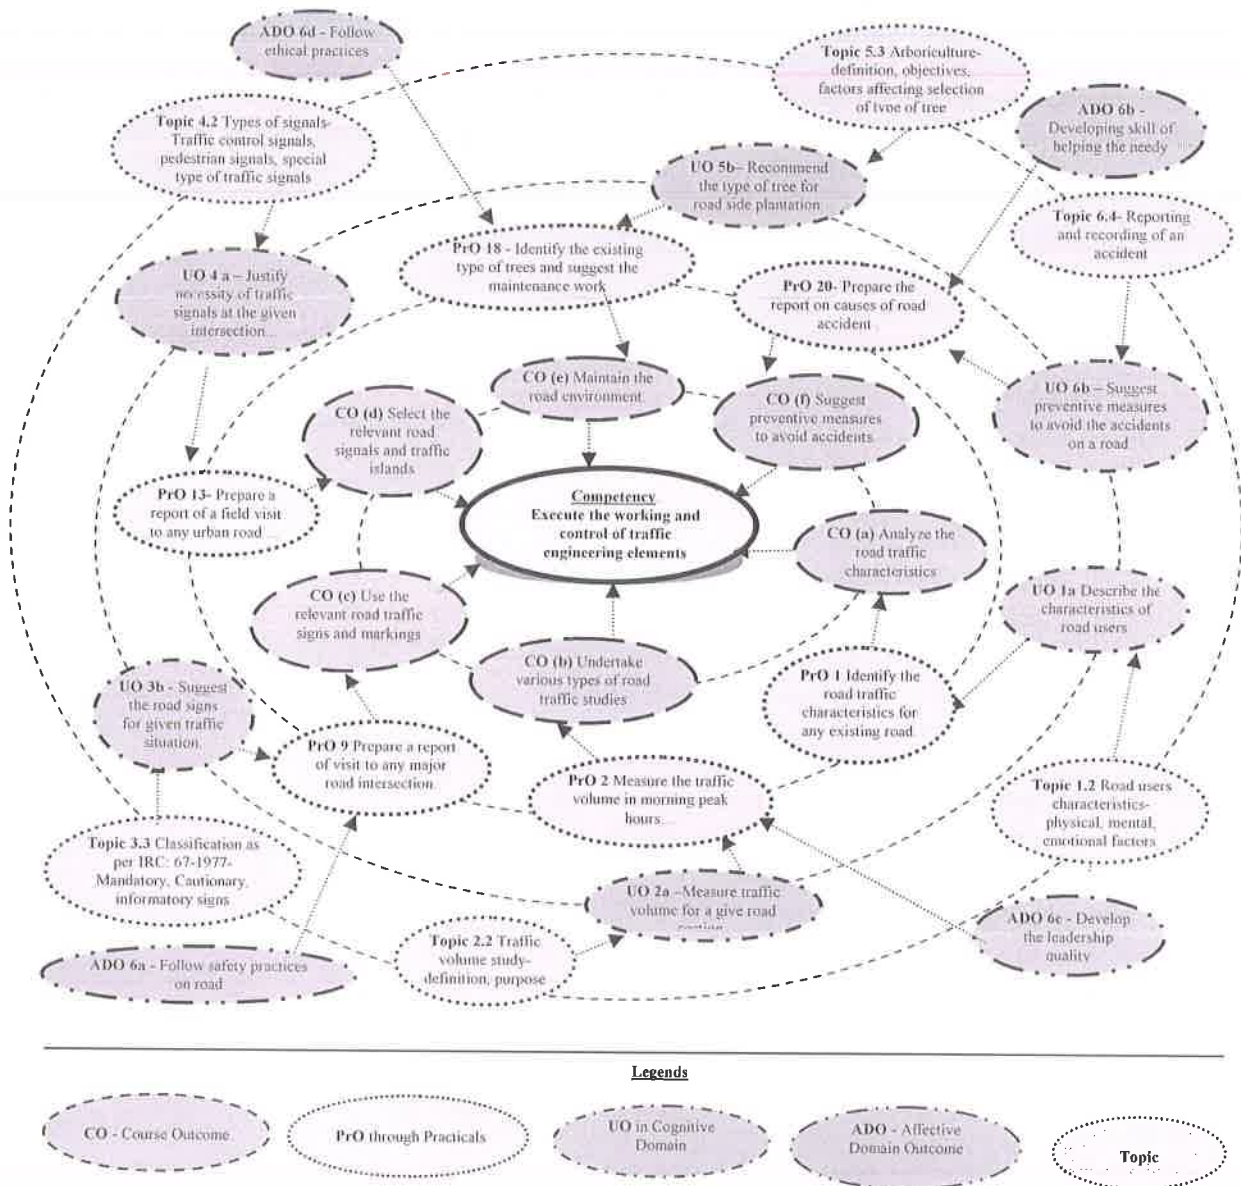 ADO 6d - Follow
ethical practices
Topic 5.3 Arboriculture-
definition, objectives,
factors affecting selection
of type of tree
Topic 4.2 Types of signals-
Traffic control signals,
pedestrian signals, special
type of traffic signals
ADO 6b -
Developing skill of
helping the needy
UO 5b– Recommend
the type of tree for
road side plantation
Topic 6.4- Reporting
and recording of an
accident
PrO 18 - Identify the existing
type of trees and suggest the
maintenance work
UO 4 a – Justify
necessity of traffic
signals at the given
intersection...
PrO 20- Prepare the
report on causes of road
accident
CO (e) Maintain the
road environment
CO (f) Suggest
preventive measures
to avoid accidents
UO 6b – Suggest
preventive measures
to avoid the accidents
on a road
CO (d) Select the
relevant road
signals and traffic
islands
PrO 13- Prepare a
report of a field visit
to any urban road ...
Competency
Execute the working and
control of traffic
engineering elements
CO (a) Analyze the
road traffic
characteristics
UO 1a Describe the
characteristics of
road users
CO (c) Use the
relevant road traffic
signs and markings
CO (b) Undertake
various types of road
traffic studies
PrO 1 Identify the
road traffic
characteristics for
any existing road
UO 3b - Suggest
the road signs
for given traffic
situation.
PrO 9 Prepare a report
of visit to any major
road intersection.
PrO 2 Measure the traffic
volume in morning peak
hours...
Topic 1.2 Road users
characteristics-
physical, mental,
emotional factors
Topic 3.3 Classification as
per IRC: 67-1977-
Mandatory, Cautionary,
informatory signs
UO 2a –Measure traffic
volume for a give road
Topic 2.2 Traffic
volume study-
definition, purpose
ADO 6c - Develop
the leadership
quality
ADO 6a - Follow safety practices
on road
Legends
CO - Course Outcome
PrO through Practicals
UO in Cognitive
Domain
ADO - Affective
Domain Outcome
Topic